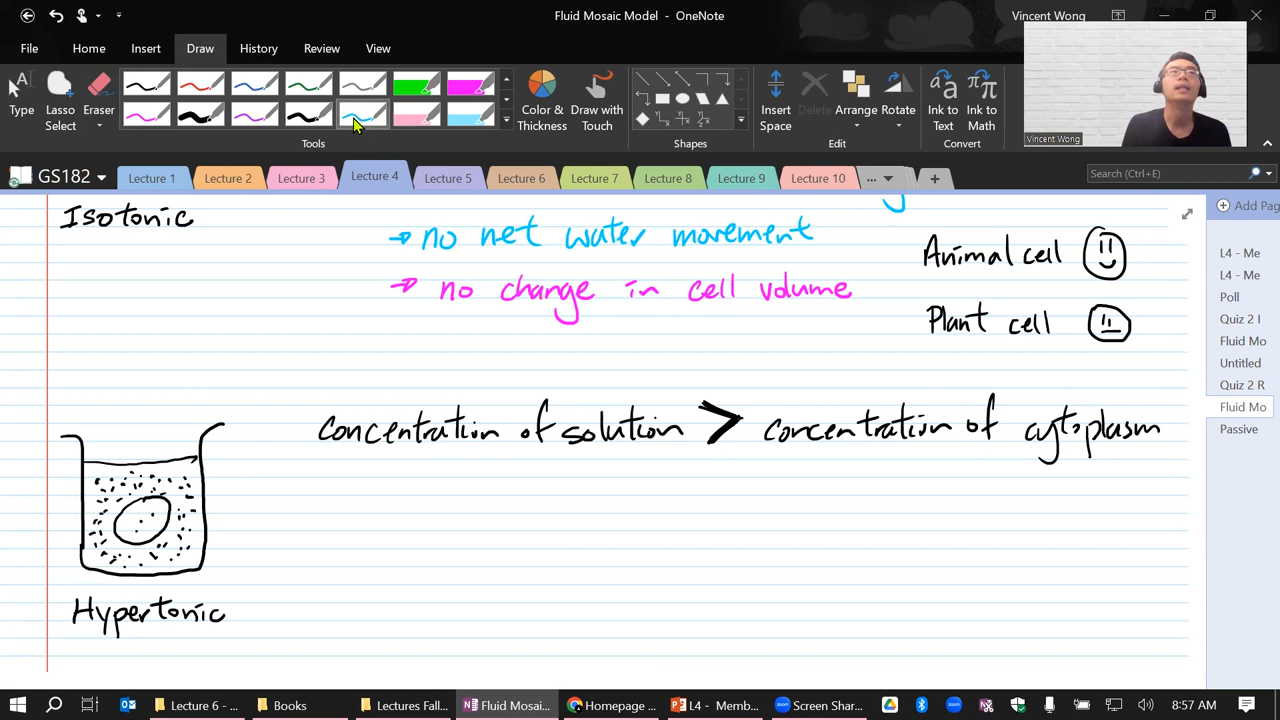 Fluid Mosaic Model - OneNote
Vincent Wong
File Home Insert Draw History Review View
Type
Lasso Select
Eraser
Color & Thickness
Draw with Touch
Insert Space
Delete
Arrange
Rotate
Ink to Text
Ink to Math
Tools
Shapes
Edit
Convert
Vincent Wong
GS182
Lecture 1 Lecture 2 Lecture 3 Lecture 4 Lecture 5 Lecture 6 Lecture 7 Lecture 8 Lecture 9 Lecture 10 ...
Search (Ctrl+E)
Add Pag
L4 - Me
L4 - Me
Poll
Quiz 2 I
Fluid Mo
Untitled
Quiz 2 R
Fluid Mo
Passive
Isotonic
→ no net water movement
→ no change in cell volume
Animal cell
Plant cell
concentration of solution > concentration of cytoplasm
Hypertonic
Lecture 6 - ...
Books
Lectures Fall...
Fluid Mosai...
Homepage ...
L4 - Memb...
Screen Shar...
8:57 AM